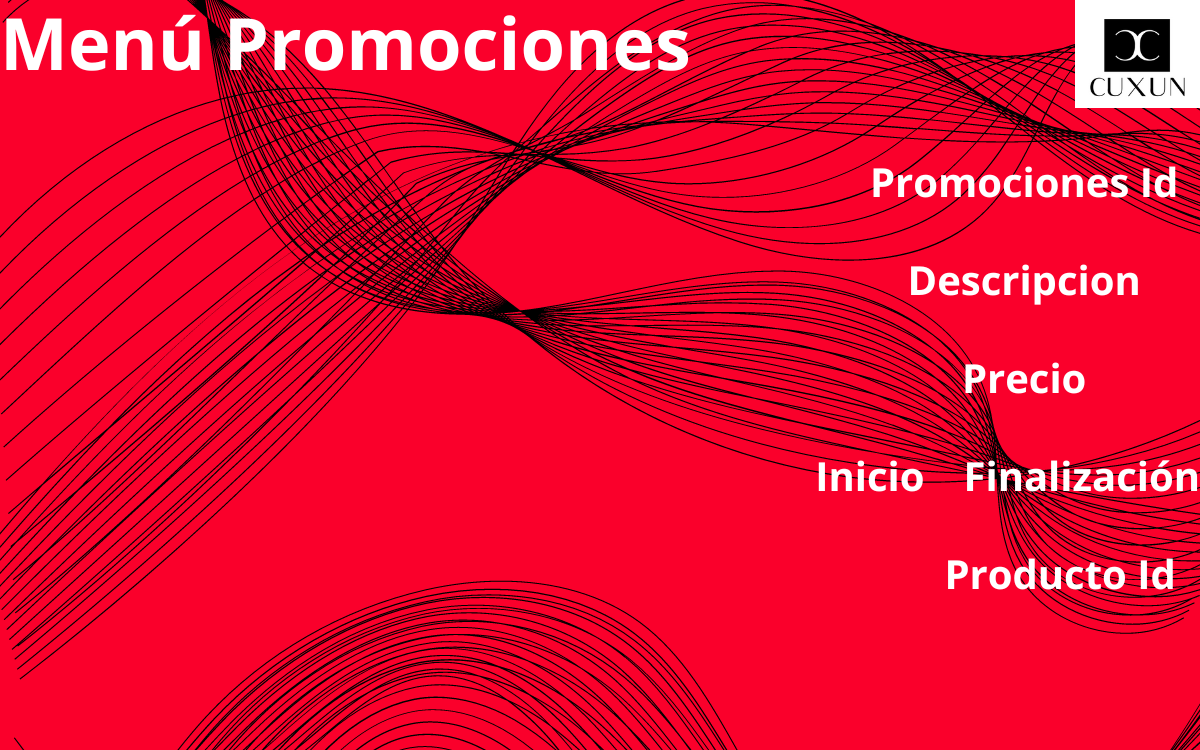 Menú Promociones
CUXUN
Promociones Id
Descripcion
Precio
Inicio Finalización
Producto Id